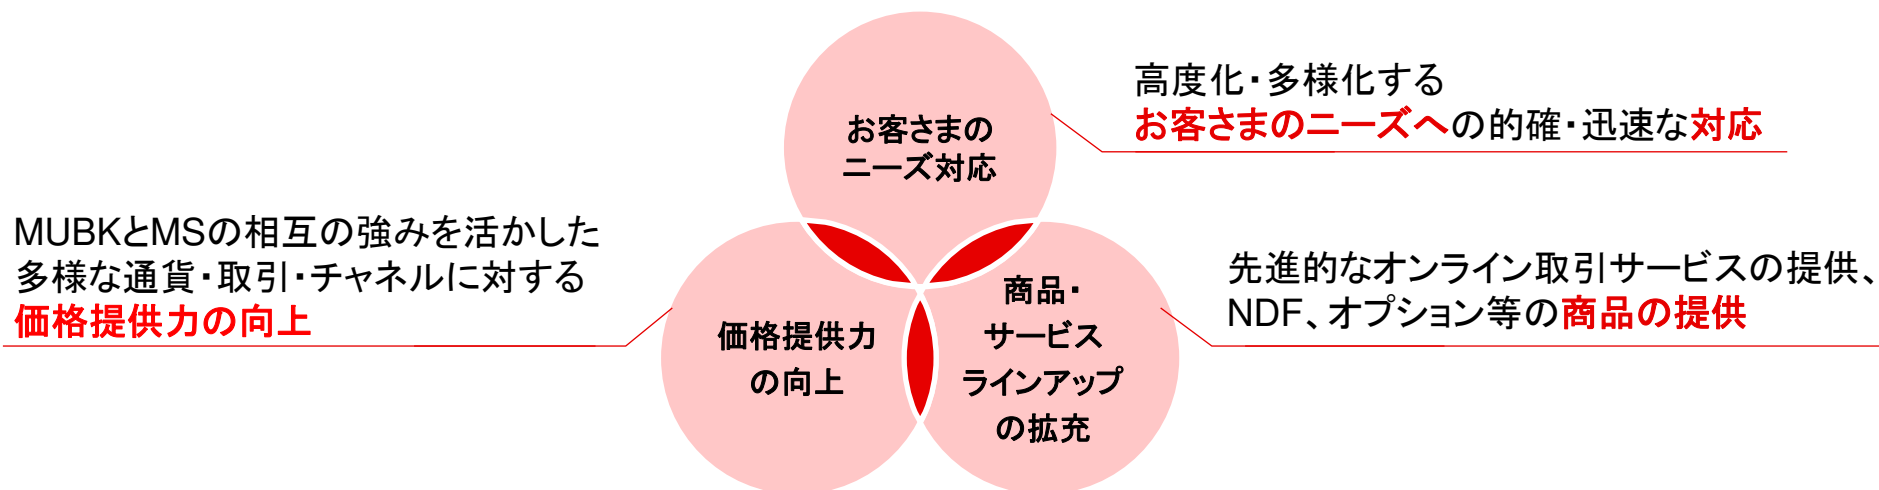 高度化・多様化する
お客さまのニーズへの的確・迅速な対応
お客さまの
ニーズ対応
MUBKとMSの相互の強みを活かした
多様な通貨・取引・チャネルに対する
価格提供力の向上
価格提供力
の向上
商品・
サービス
ラインアップ
の拡充
先進的なオンライン取引サービスの提供、
NDF、オプション等の商品の提供